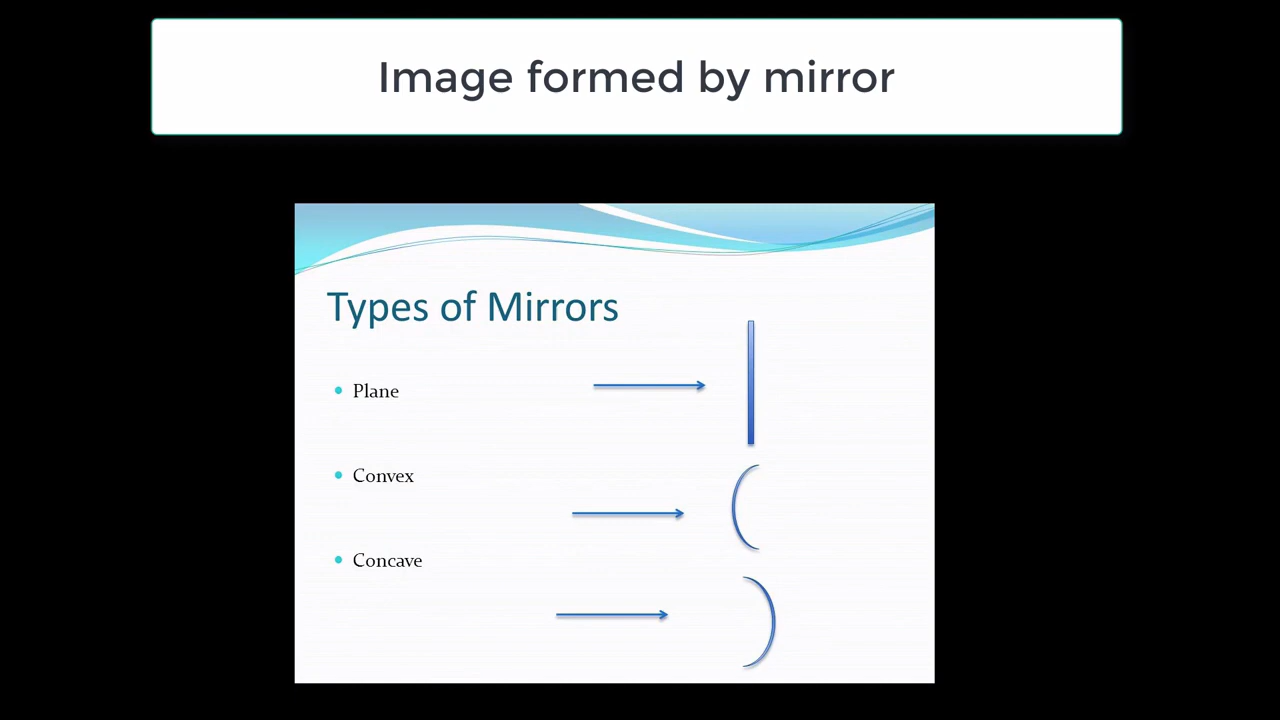 Image formed by mirror
Types of Mirrors
Plane
Convex
Concave